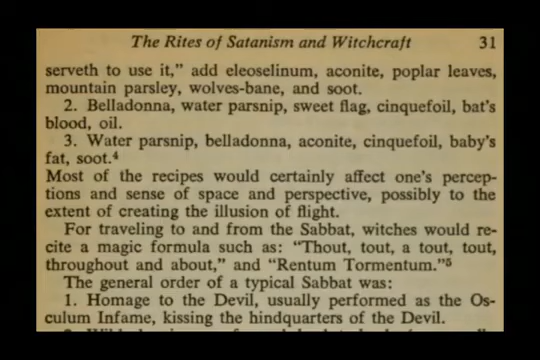 The Rites of Satanism and Witchcraft 31
serveth to use it," add eleoselinum, aconite, poplar leaves,
mountain parsley, wolves-bane, and soot.
2. Belladonna, water parsnip, sweet flag, cinquefoil, bat's
blood, oil.
3. Water parsnip, belladonna, aconite, cinquefoil, baby's
fat, soot.⁴
Most of the recipes would certainly affect one's percep-
tions and sense of space and perspective, possibly to the
extent of creating the illusion of flight.
For traveling to and from the Sabbat, witches would re-
cite a magic formula such as: "Thout, tout, a tout, tout,
throughout and about," and "Rentum Tormentum."⁵
The general order of a typical Sabbat was:
1. Homage to the Devil, usually performed as the Os-
culum Infame, kissing the hindquarters of the Devil.